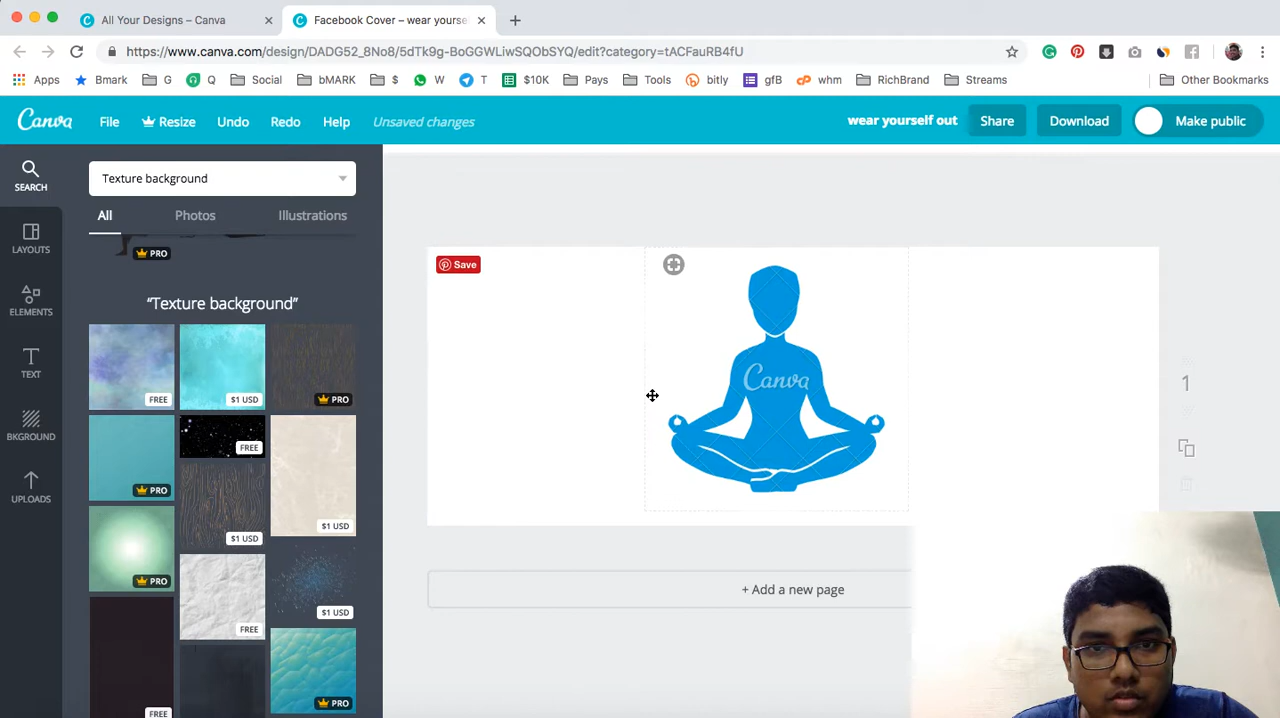 All Your Designs – Canva
Facebook Cover – wear yourse
https://www.canva.com/design/DADG52_8No8/5dTk9g-BoGGWLiwSQObSYQ/edit?category=tACFauRB4fU
Apps Bmark G Q Social bMARK $ W T $10K Pays Tools bitly gfB whm RichBrand Streams Other Bookmarks
Canva File Resize Undo Redo Help Unsaved changes wear yourself out Share Download Make public
SEARCH
LAYOUTS
ELEMENTS
TEXT
BKGROUND
UPLOADS
Texture background
All Photos Illustrations
PRO
“Texture background”
FREE $1 USD PRO
PRO FREE
$1 USD $1 USD
PRO
FREE $1 USD
FREE PRO
Save
Canva
1
+ Add a new page